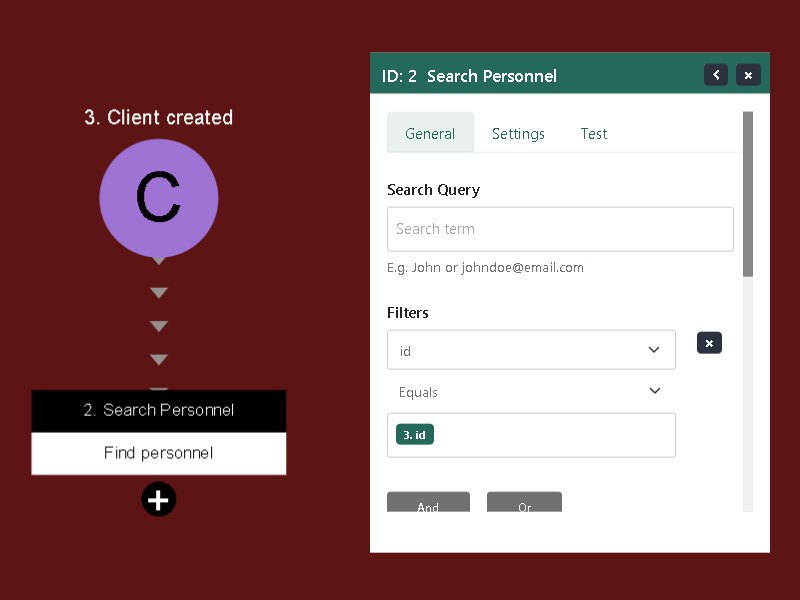 3. Client created
C
2. Search Personnel
Find personnel
ID: 2 Search Personnel
General Settings Test
Search Query
Search term
E.g. John or johndoe@email.com
Filters
id
Equals
3. id
And Or